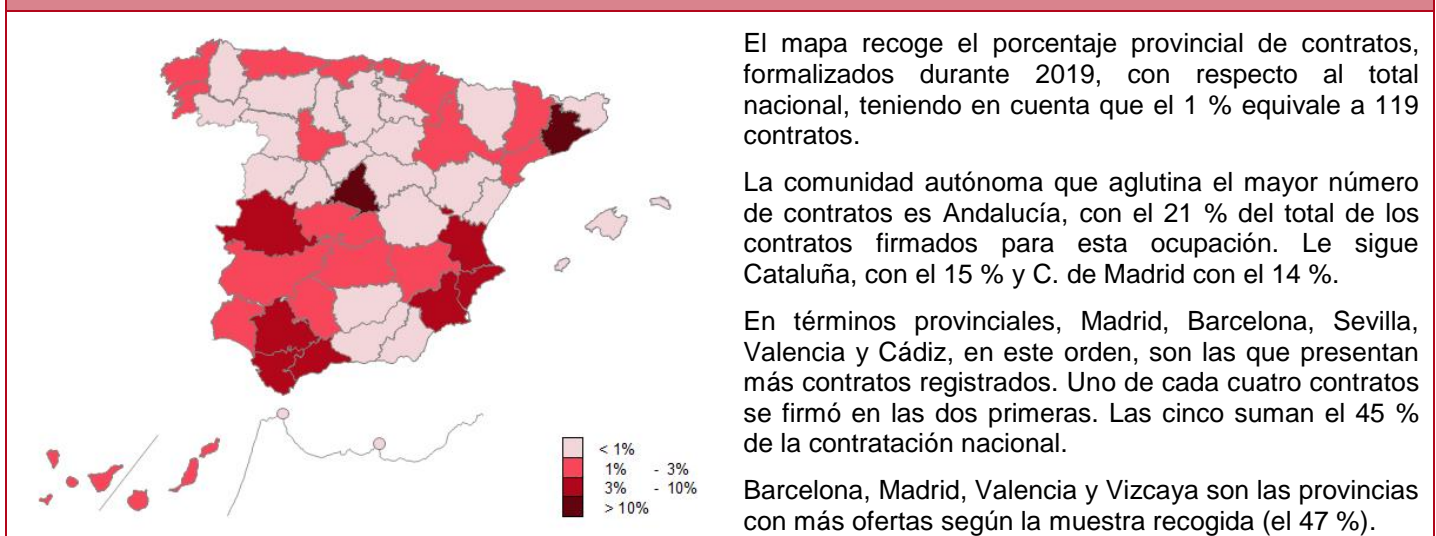 El mapa recoge el porcentaje provincial de contratos,
formalizados durante 2019, con respecto al total
nacional, teniendo en cuenta que el 1 % equivale a 119
contratos.
La comunidad autónoma que aglutina el mayor número
de contratos es Andalucía, con el 21 % del total de los
contratos firmados para esta ocupación. Le sigue
Cataluña, con el 15 % y C. de Madrid con el 14 %.
En términos provinciales, Madrid, Barcelona, Sevilla,
Valencia y Cádiz, en este orden, son las que presentan
más contratos registrados. Uno de cada cuatro contratos
se firmó en las dos primeras. Las cinco suman el 45 %
de la contratación nacional.
Barcelona, Madrid, Valencia y Vizcaya son las provincias
con más ofertas según la muestra recogida (el 47 %).
< 1%
1% - 3%
3% - 10%
> 10%